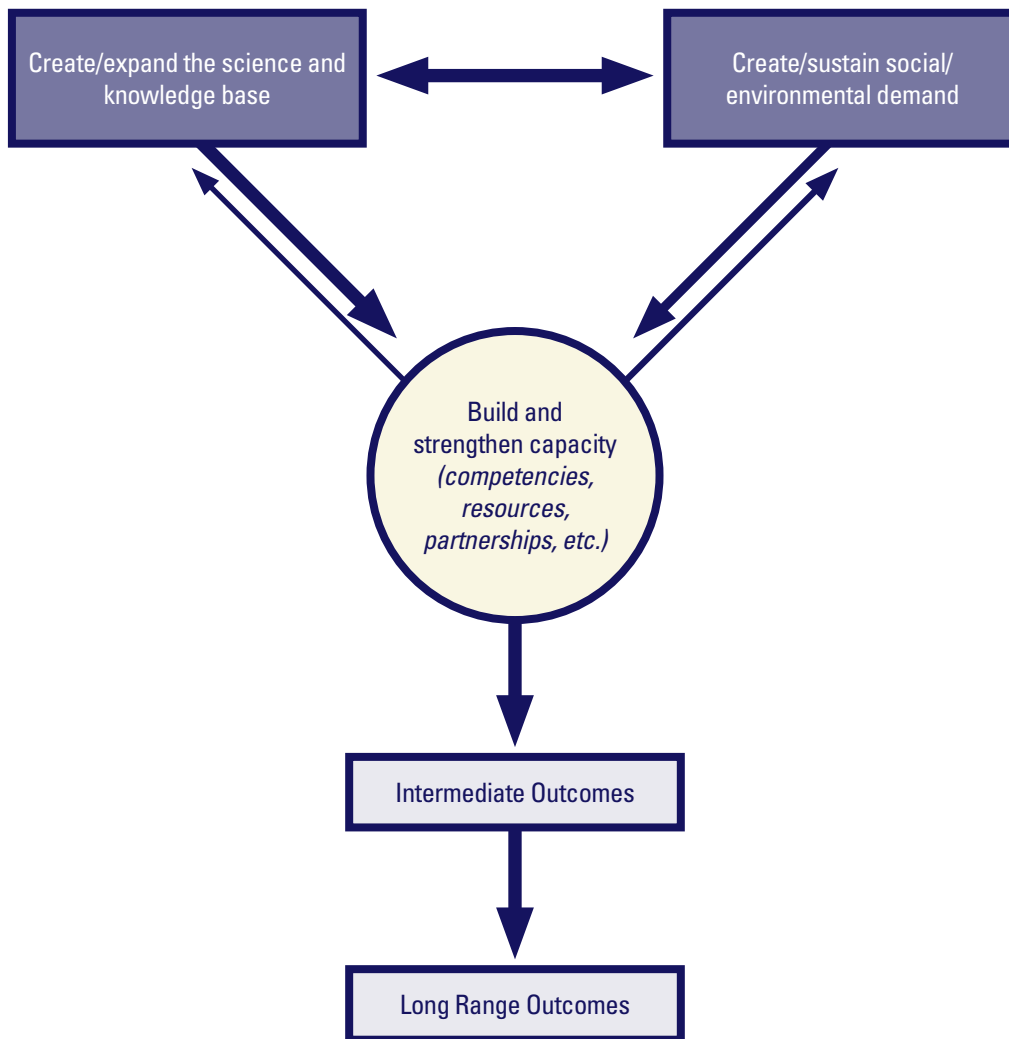 Create/expand the science and
knowledge base
Create/sustain social/
environmental demand
Build and
strengthen capacity
(competencies,
resources,
partnerships, etc.)
Intermediate Outcomes
Long Range Outcomes